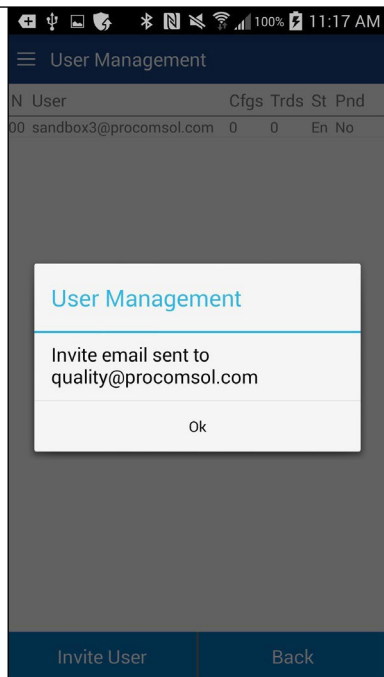 100% 11:17 AM
User Management
N User Cfgs Trds St Pnd
00 sandbox3@procomsol.com 0 0 En No
User Management
Invite email sent to
quality@procomsol.com
Ok
Invite User Back